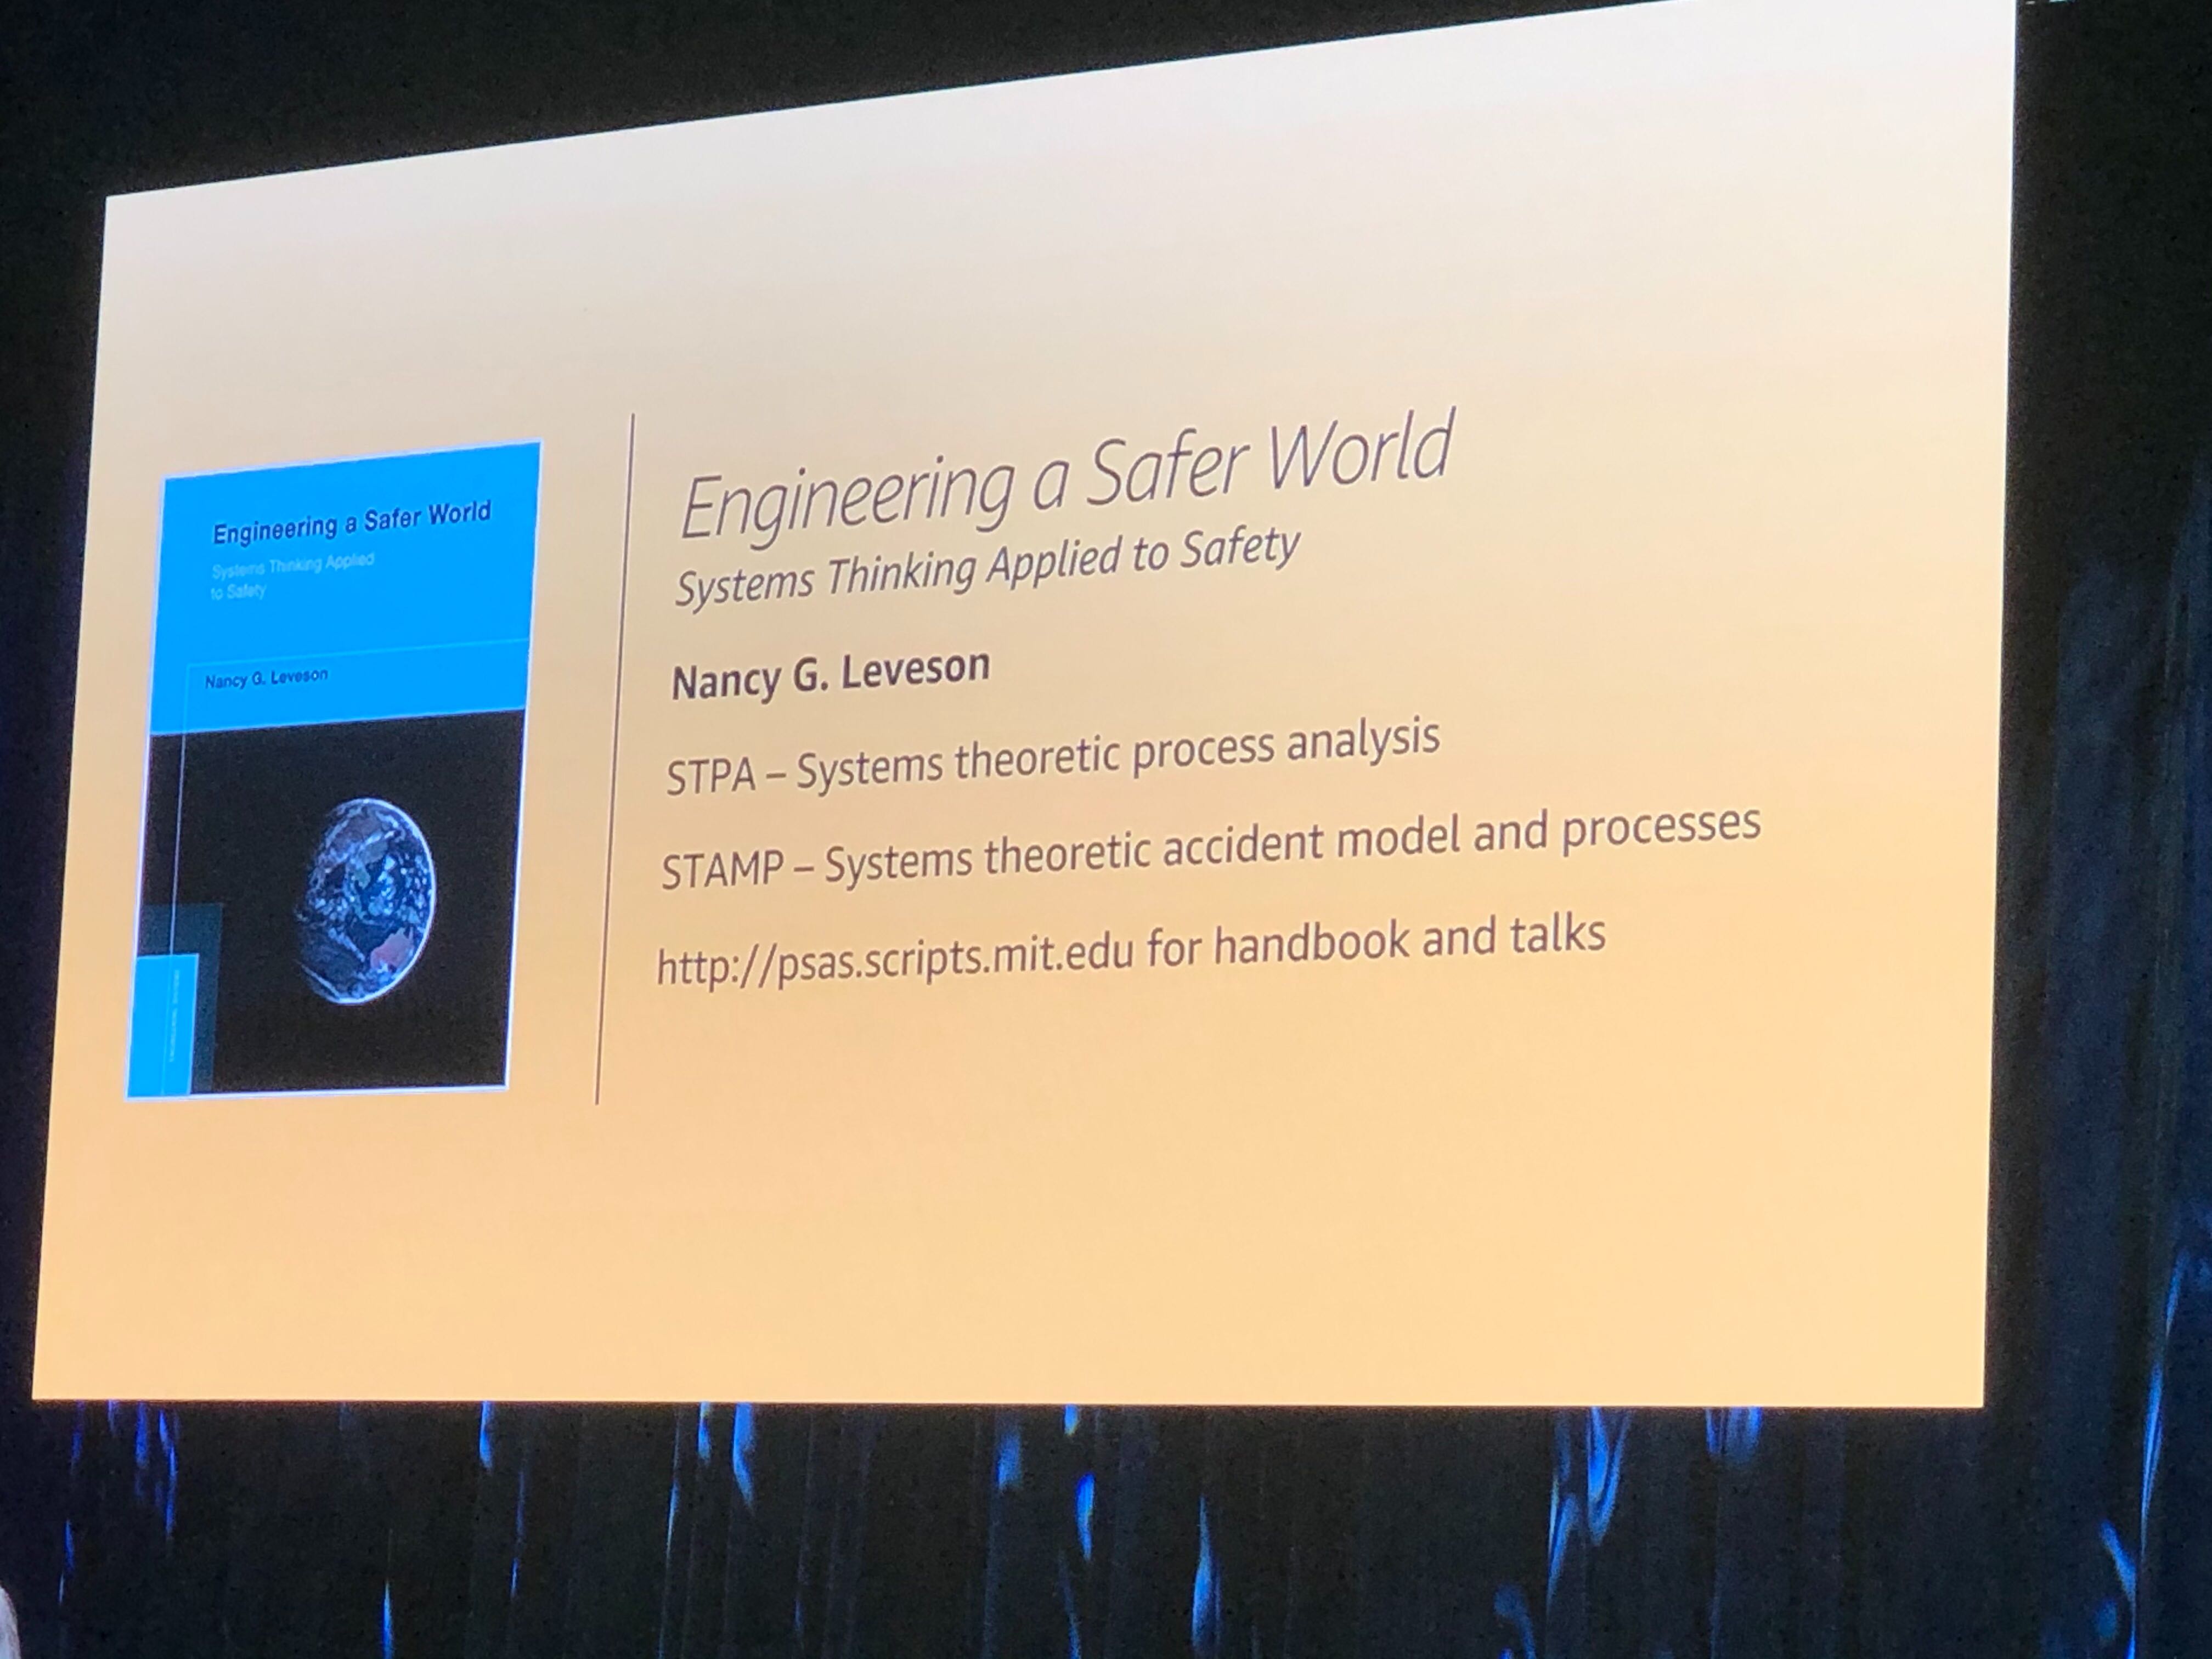 Engineering a Safer World
Systems Thinking Applied
to Safety
Nancy G. Leveson
Engineering a Safer World
Systems Thinking Applied to Safety
Nancy G. Leveson
STPA – Systems theoretic process analysis
STAMP – Systems theoretic accident model and processes
http://psas.scripts.mit.edu for handbook and talks